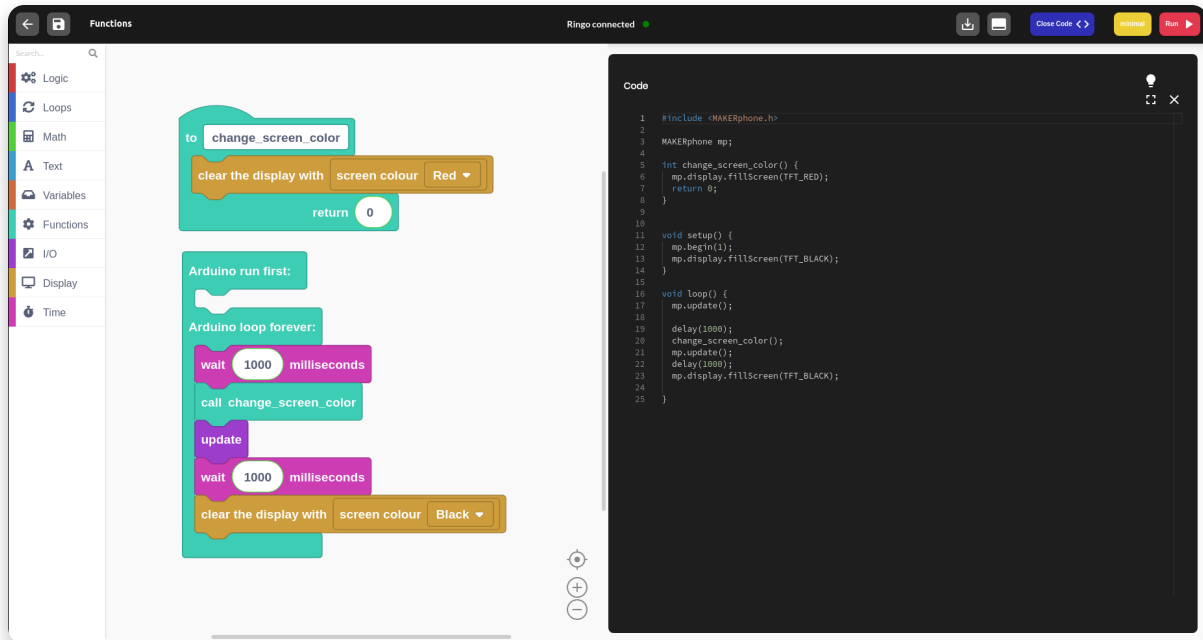 Functions
Ringo connected
Close Code < >
minimal
Run
Search...
Logic
Loops
Math
Text
Variables
Functions
I/O
Display
Time
to change_screen_color
clear the display with screen colour Red
return 0
Arduino run first:
Arduino loop forever:
wait 1000 milliseconds
call change_screen_color
update
wait 1000 milliseconds
clear the display with screen colour Black
Code
1 #include <MAKERphone.h>
2
3 MAKERphone mp;
4
5 int change_screen_color() {
6 mp.display.fillScreen(TFT_RED);
7 return 0;
8 }
9
10
11 void setup() {
12 mp.begin(1);
13 mp.display.fillScreen(TFT_BLACK);
14 }
15
16 void loop() {
17 mp.update();
18
19 delay(1000);
20 change_screen_color();
21 mp.update();
22 delay(1000);
23 mp.display.fillScreen(TFT_BLACK);
24
25 }